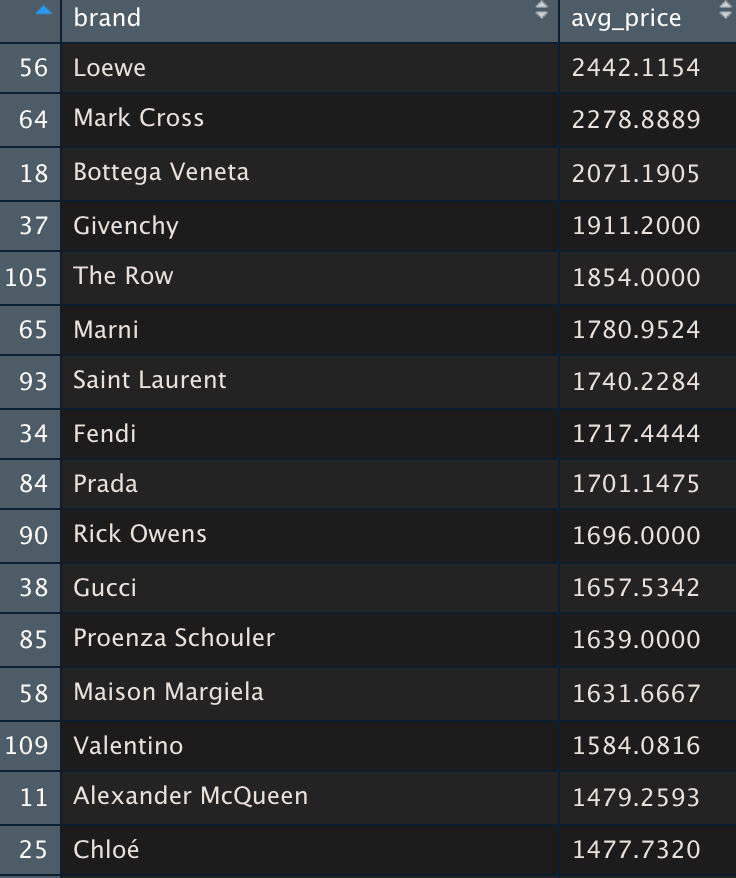 brand avg_price
56 Loewe 2442.1154
64 Mark Cross 2278.8889
18 Bottega Veneta 2071.1905
37 Givenchy 1911.2000
105 The Row 1854.0000
65 Marni 1780.9524
93 Saint Laurent 1740.2284
34 Fendi 1717.4444
84 Prada 1701.1475
90 Rick Owens 1696.0000
38 Gucci 1657.5342
85 Proenza Schouler 1639.0000
58 Maison Margiela 1631.6667
109 Valentino 1584.0816
11 Alexander McQueen 1479.2593
25 Chloé 1477.7320